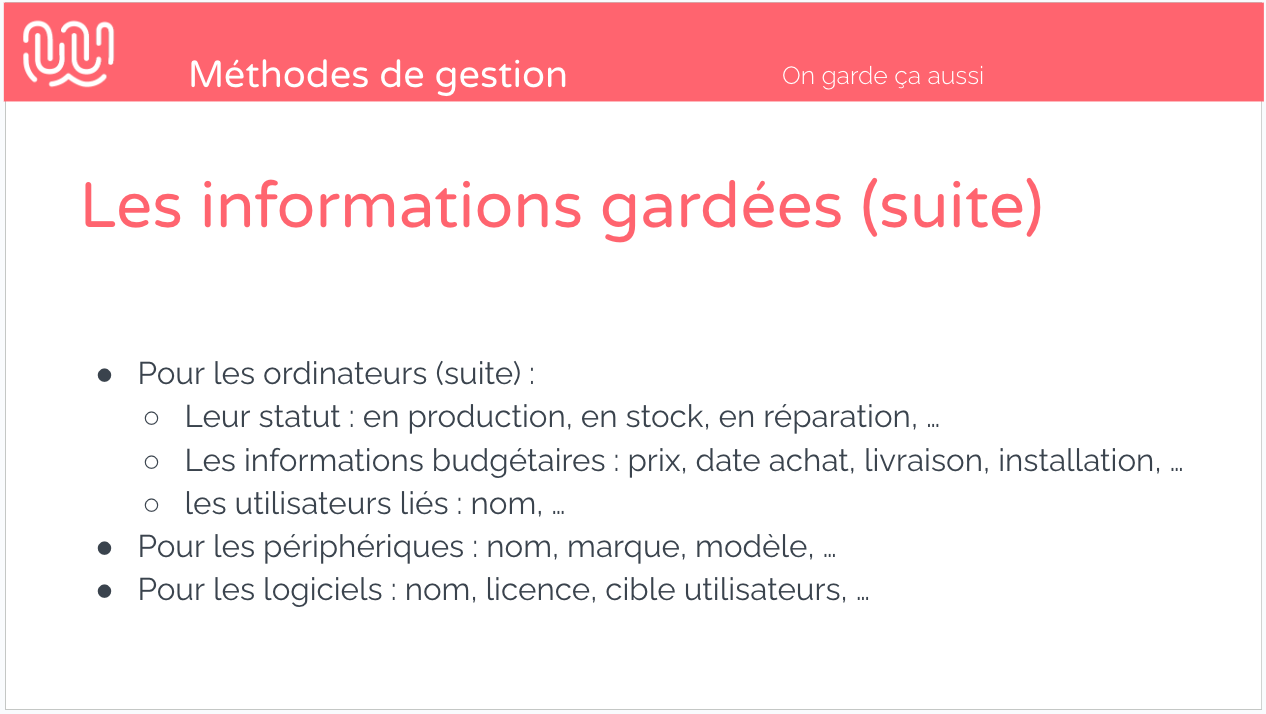 Méthodes de gestion
On garde ça aussi
Les informations gardées (suite)
● Pour les ordinateurs (suite) :
○ Leur statut : en production, en stock, en réparation, …
○ Les informations budgétaires : prix, date achat, livraison, installation, …
○ les utilisateurs liés : nom, …
● Pour les périphériques : nom, marque, modèle, …
● Pour les logiciels : nom, licence, cible utilisateurs, …